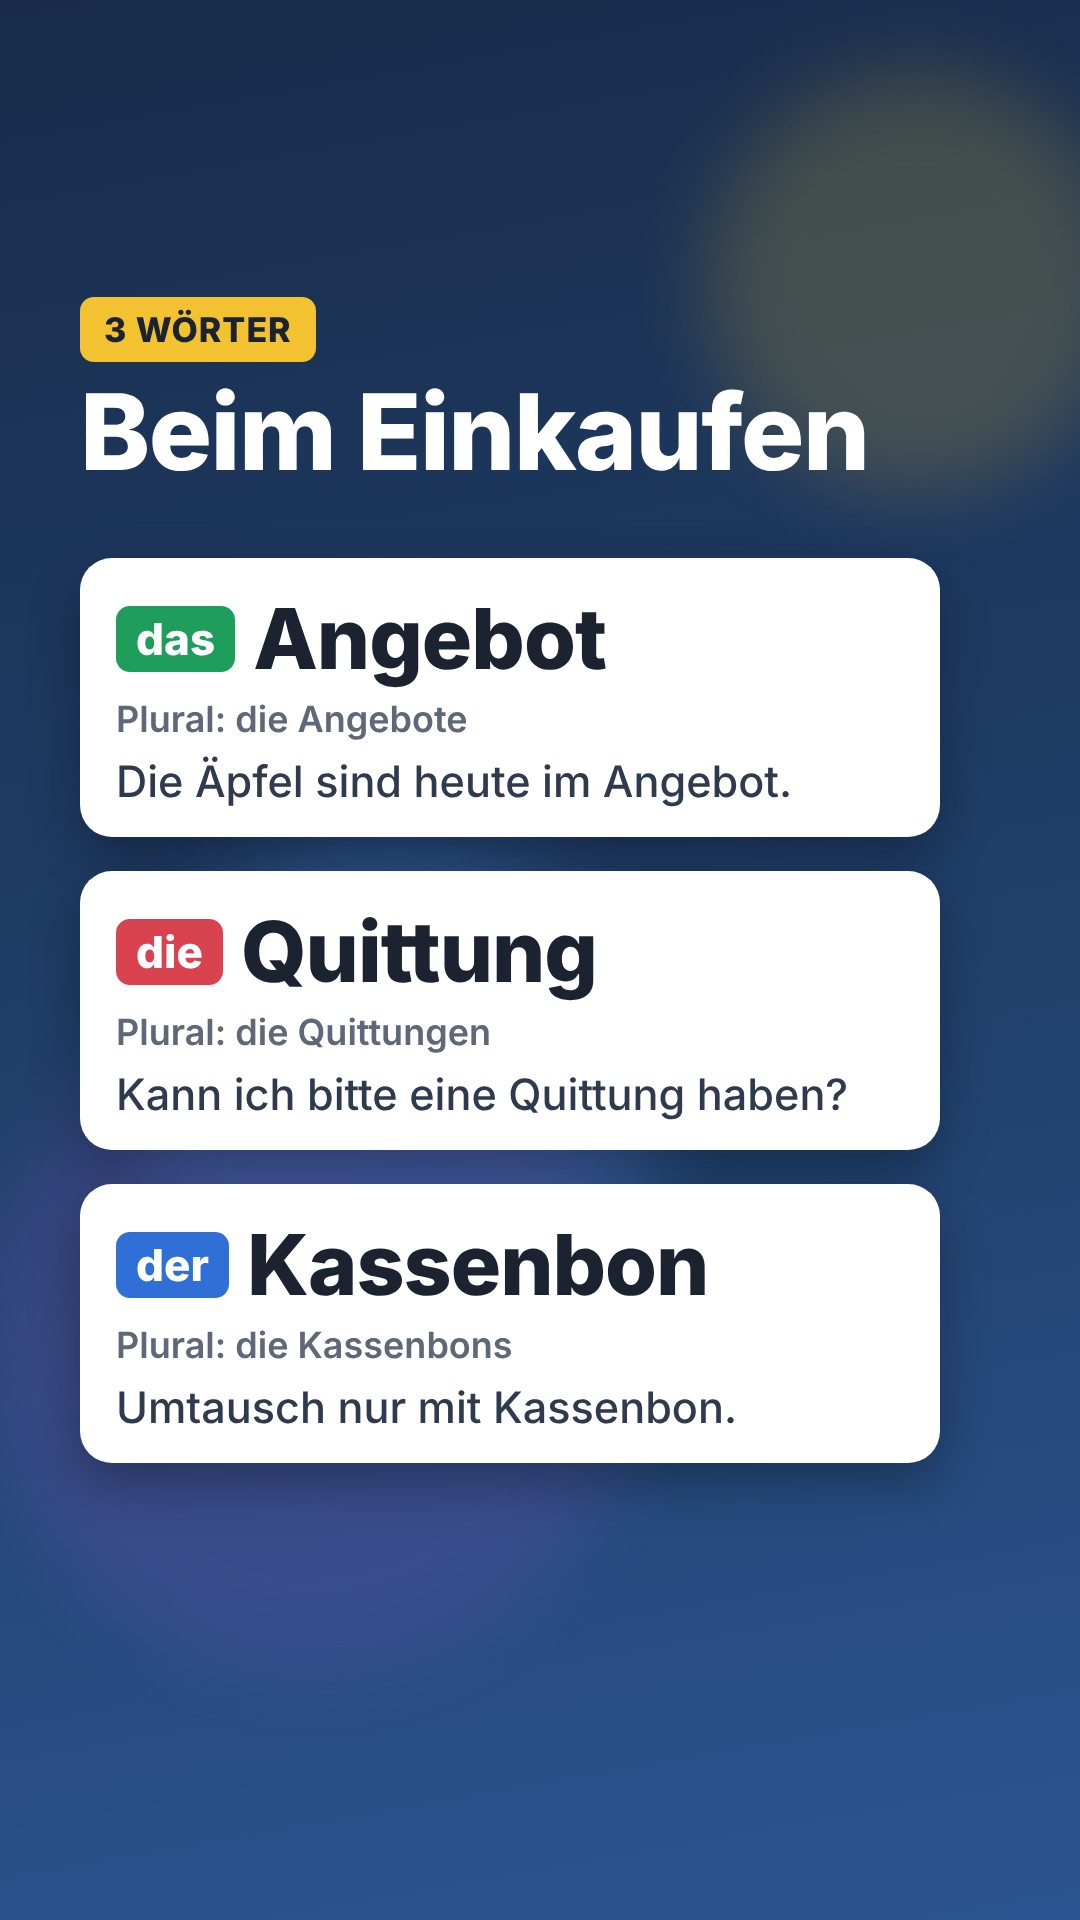 3 WÖRTER
Beim Einkaufen
das Angebot
Plural: die Angebote
Die Äpfel sind heute im Angebot.
die Quittung
Plural: die Quittungen
Kann ich bitte eine Quittung haben?
der Kassenbon
Plural: die Kassenbons
Umtausch nur mit Kassenbon.